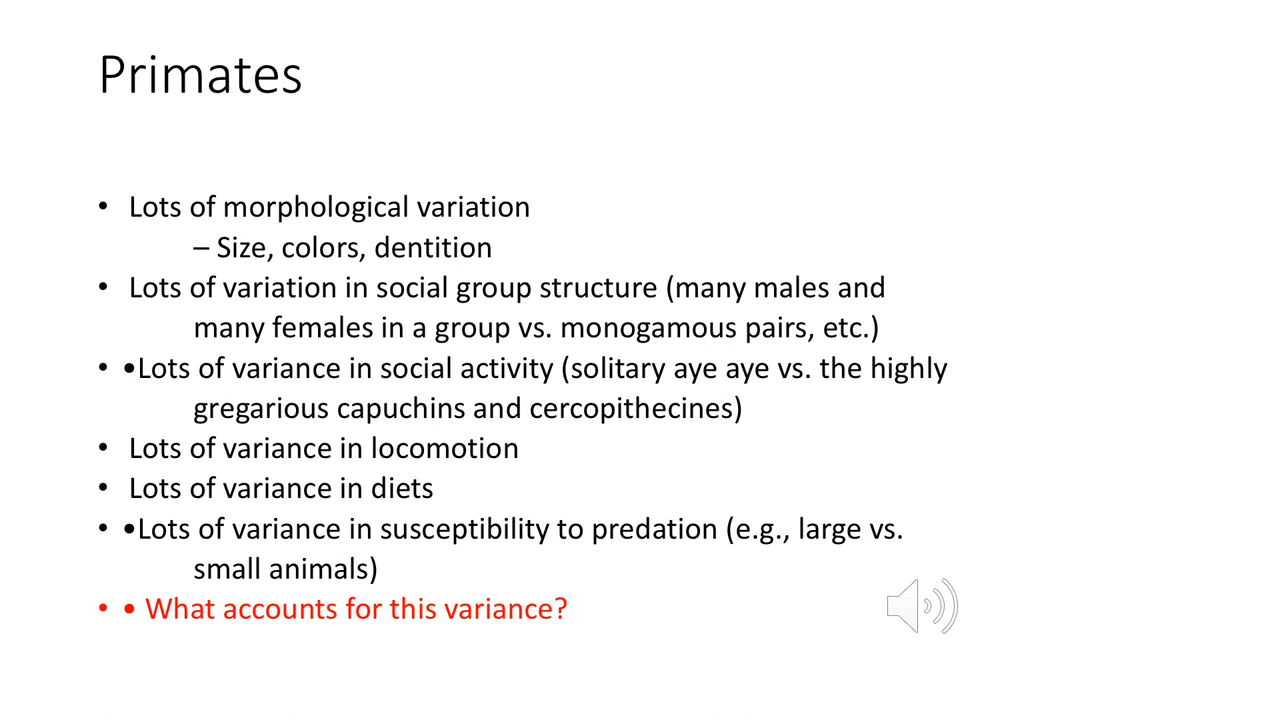 Primates
• Lots of morphological variation
– Size, colors, dentition
• Lots of variation in social group structure (many males and
many females in a group vs. monogamous pairs, etc.)
• •Lots of variance in social activity (solitary aye aye vs. the highly
gregarious capuchins and cercopithecines)
• Lots of variance in locomotion
• Lots of variance in diets
• •Lots of variance in susceptibility to predation (e.g., large vs.
small animals)
• • What accounts for this variance?